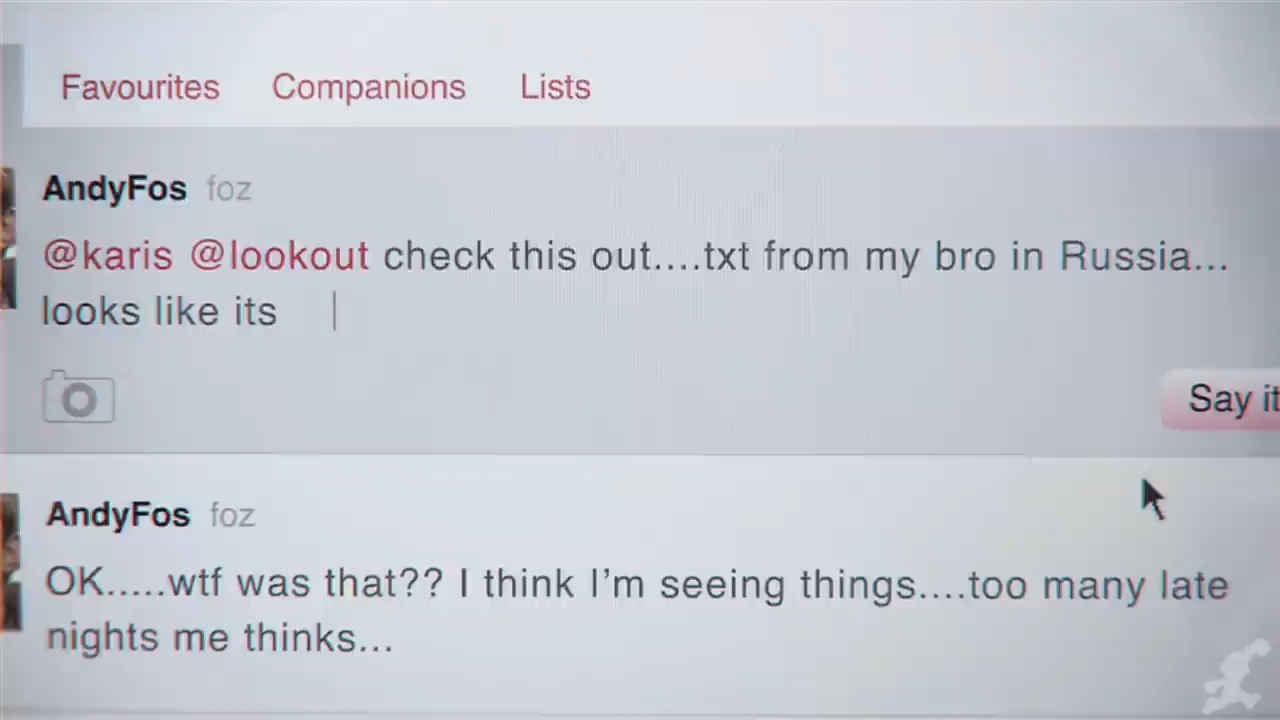 Favourites Companions Lists
AndyFos foz
@karis @lookout check this out....txt from my bro in Russia...
looks like its
Say it
AndyFos foz
OK.....wtf was that?? I think I'm seeing things....too many late
nights me thinks...